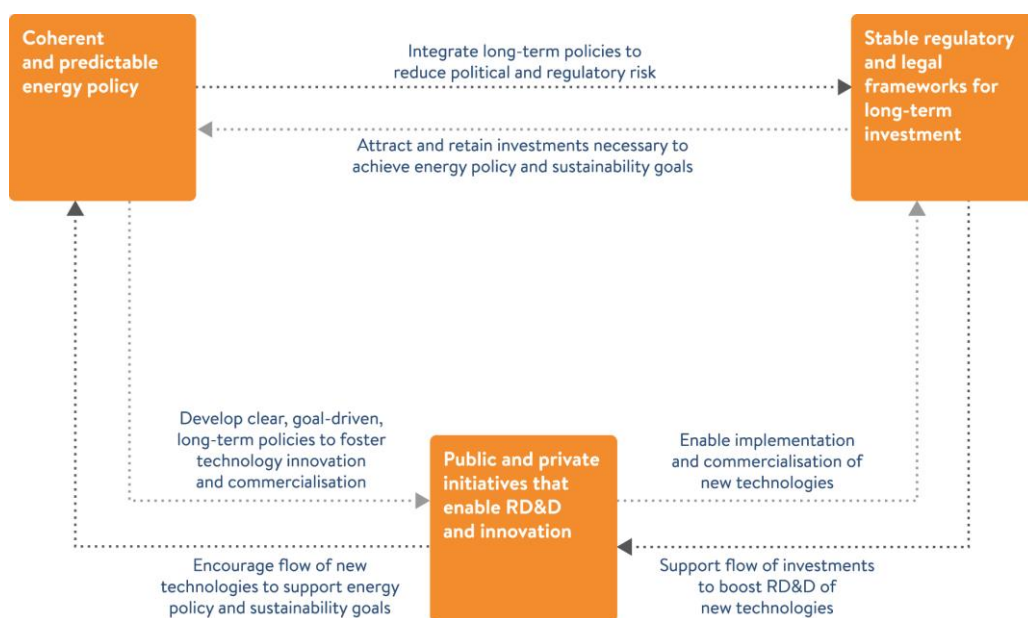 Coherent
and predictable
energy policy
Integrate long-term policies to
reduce political and regulatory risk
Attract and retain investments necessary to
achieve energy policy and sustainability goals
Stable regulatory
and legal
frameworks for
long-term
investment
Develop clear, goal-driven,
long-term policies to foster
technology innovation
and commercialisation
Public and private
initiatives that
enable RD&D
and innovation
Enable implementation
and commercialisation of
new technologies
Encourage flow of new
technologies to support energy
policy and sustainability goals
Support flow of investments
to boost RD&D of
new technologies